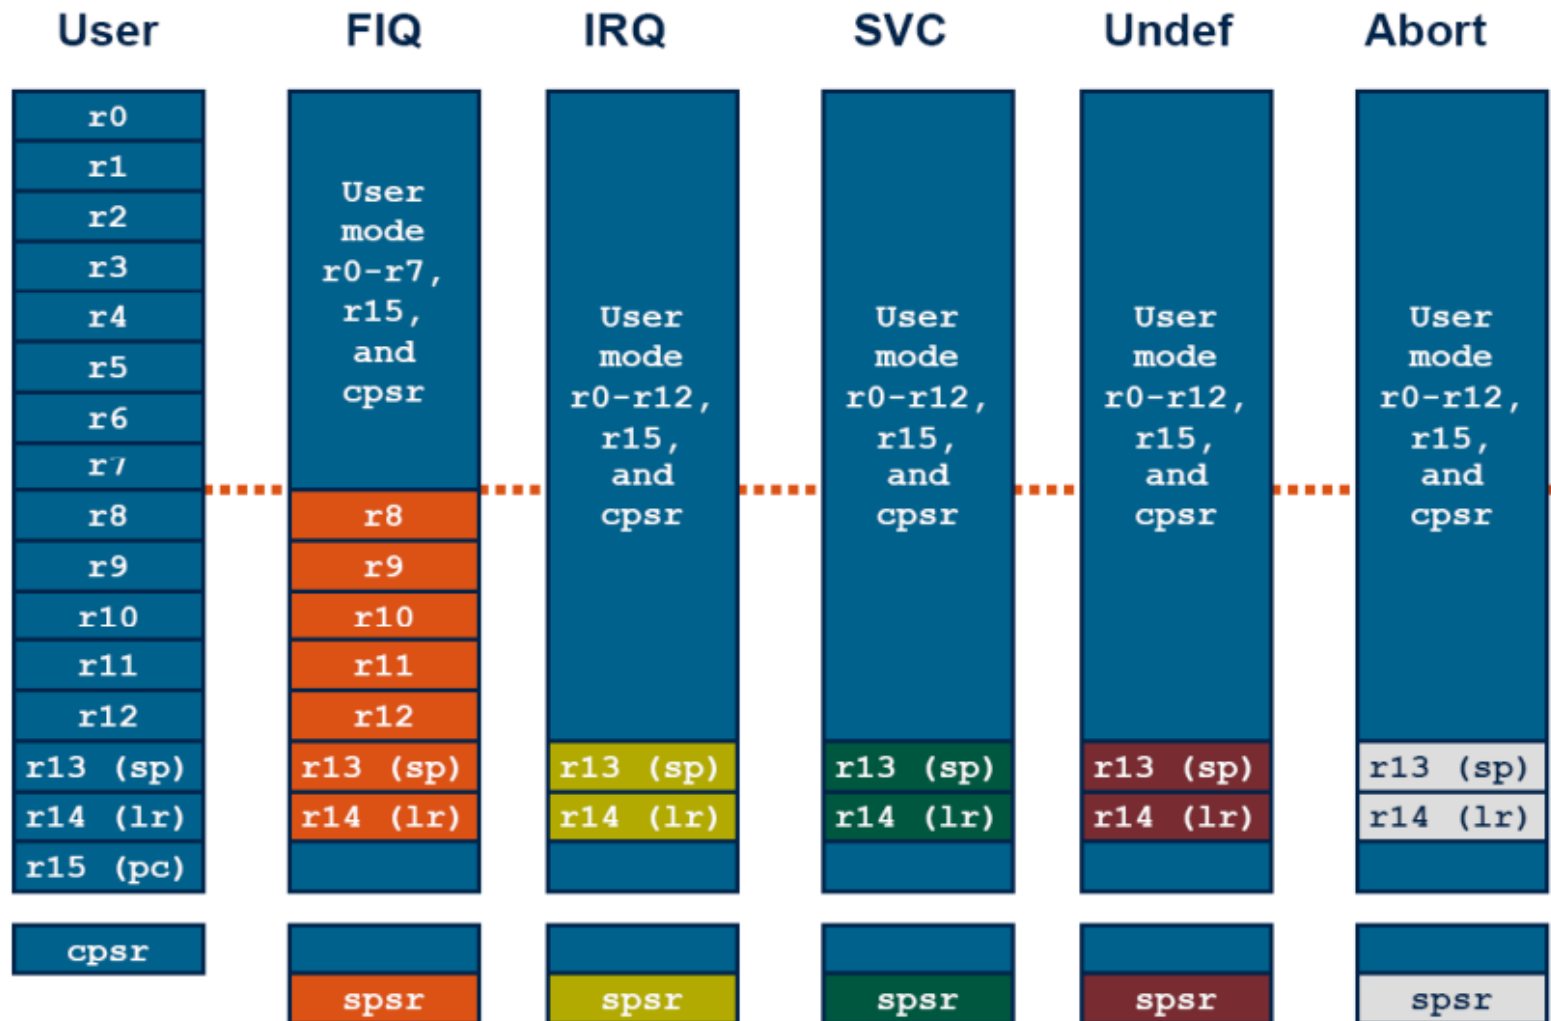 User
r0
r1
r2
r3
r4
r5
r6
r7
r8
r9
r10
r11
r12
r13 (sp)
r14 (lr)
r15 (pc)
cpsr
FIQ
User
mode
r0-r7,
r15,
and
cpsr
r8
r9
r10
r11
r12
r13 (sp)
r14 (lr)
spsr
IRQ
User
mode
r0-r12,
r15,
and
cpsr
r13 (sp)
r14 (lr)
spsr
SVC
User
mode
r0-r12,
r15,
and
cpsr
r13 (sp)
r14 (lr)
spsr
Undef
User
mode
r0-r12,
r15,
and
cpsr
r13 (sp)
r14 (lr)
spsr
Abort
User
mode
r0-r12,
r15,
and
cpsr
r13 (sp)
r14 (lr)
spsr